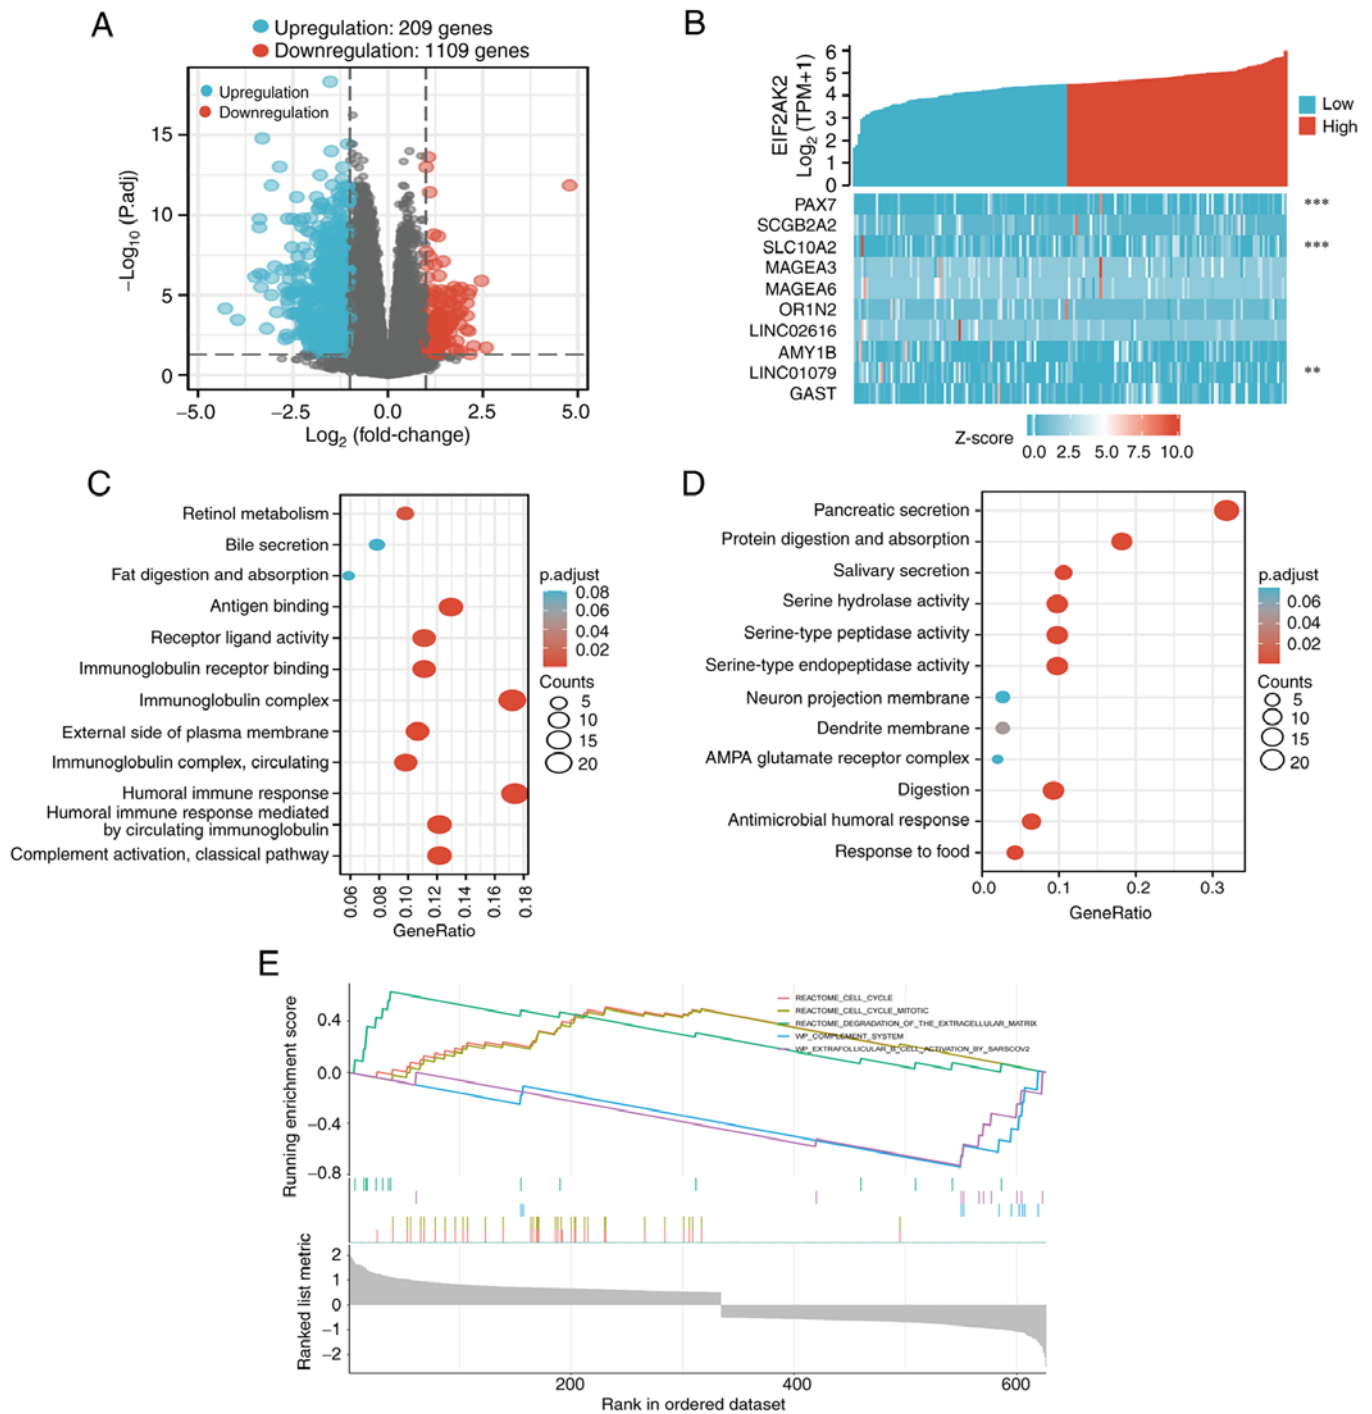 A
Upregulation: 209 genes
Downregulation: 1109 genes
Upregulation
Downregulation
−Log10 (P.adj)
15
10
5
0
−5.0 −2.5 0.0 2.5 5.0
Log2 (fold-change)
B
EIF2AK2
Log2 (TPM+1)
6
5
4
3
2
1
0
Low
High
PAX7 ***
SCGB2A2
SLC10A2 ***
MAGEA3
MAGEA6
OR1N2
LINC02616
AMY1B
LINC01079 **
GAST
Z-score
0.0 2.5 5.0 7.5 10.0
C
Retinol metabolism
Bile secretion
Fat digestion and absorption
Antigen binding
Receptor ligand activity
Immunoglobulin receptor binding
Immunoglobulin complex
External side of plasma membrane
Immunoglobulin complex, circulating
Humoral immune response
Humoral immune response mediated
by circulating immunoglobulin
Complement activation, classical pathway
0.06 0.08 0.10 0.12 0.14 0.16 0.18
GeneRatio
p.adjust
0.08
0.06
0.04
0.02
Counts
5
10
15
20
D
Pancreatic secretion
Protein digestion and absorption
Salivary secretion
Serine hydrolase activity
Serine-type peptidase activity
Serine-type endopeptidase activity
Neuron projection membrane
Dendrite membrane
AMPA glutamate receptor complex
Digestion
Antimicrobial humoral response
Response to food
0.0 0.1 0.2 0.3
GeneRatio
p.adjust
0.06
0.04
0.02
Counts
5
10
15
20
E
Running enrichment score
0.4
0.0
−0.4
−0.8
REACTOME_CELL_CYCLE
REACTOME_CELL_CYCLE_MITOTIC
REACTOME_DEGRADATION_OF_THE_EXTRACELLULAR_MATRIX
WP_COMPLEMENT_SYSTEM
WP_EXTRAFOLLICULAR_B_CELL_ACTIVATION_BY_SARSCOV2
Ranked list metric
2
1
0
−1
−2
200 400 600
Rank in ordered dataset